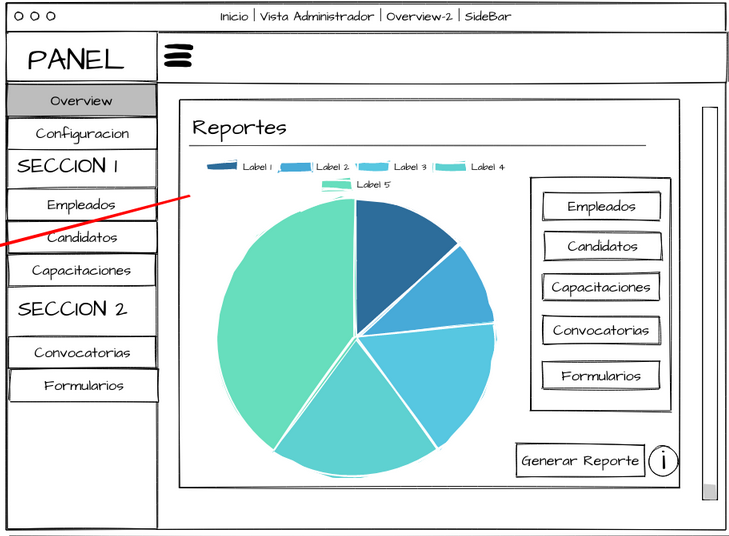 Inicio | Vista Administrador | Overview-2 | SideBar
PANEL
Overview
Configuracion
SECCION 1
Empleados
Candidatos
Capacitaciones
SECCION 2
Convocatorias
Formularios
Reportes
Label 1 Label 2 Label 3 Label 4
Label 5
Empleados
Candidatos
Capacitaciones
Convocatorias
Formularios
Generar Reporte i